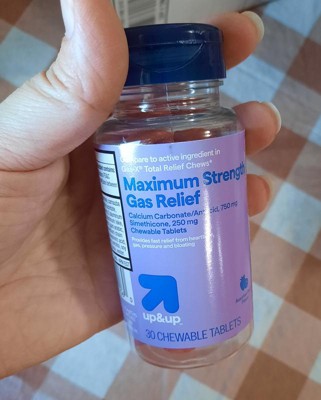 Compare to active ingredient in
Total Relief Chews*
Maximum Strength
Gas Relief
Calcium Carbonate/Antacid, 750 mg
Simethicone, 250 mg
Chewable Tablets
Provides fast relief from
gas, pressure and bloating
up&up
30 CHEWABLE TABLETS